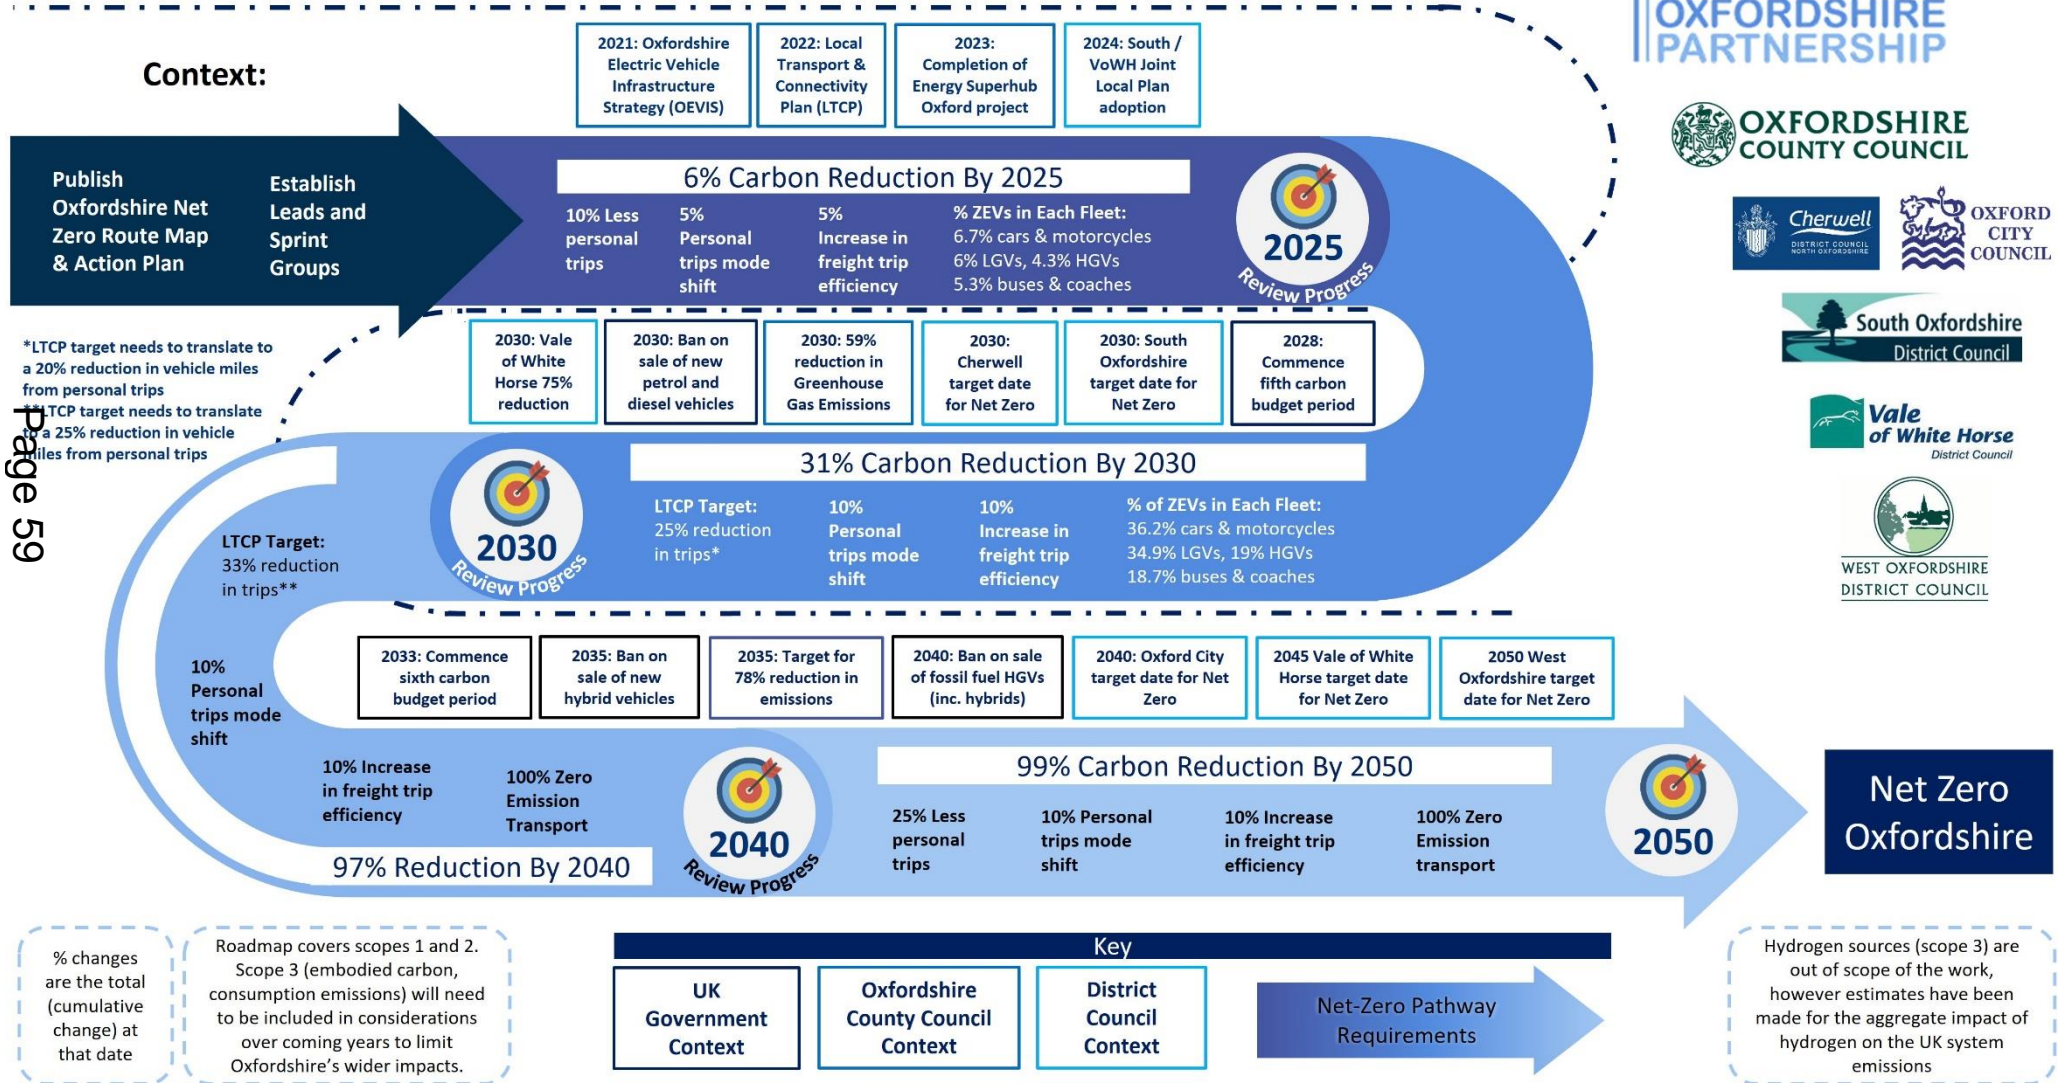 OXFORDSHIRE
PARTNERSHIP
Context:
2021: Oxfordshire
Electric Vehicle
Infrastructure
Strategy (OEVIS)
2022: Local
Transport &
Connectivity
Plan (LTCP)
2023:
Completion of
Energy Superhub
Oxford project
2024: South /
VoWH Joint
Local Plan
adoption
OXFORDSHIRE
COUNTY COUNCIL
Cherwell
DISTRICT COUNCIL
NORTH OXFORDSHIRE
OXFORD
CITY
COUNCIL
South Oxfordshire
District Council
Vale
of White Horse
District Council
WEST OXFORDSHIRE
DISTRICT COUNCIL
Publish
Oxfordshire Net
Zero Route Map
& Action Plan
Establish
Leads and
Sprint
Groups
6% Carbon Reduction By 2025
10% Less
personal
trips
5%
Personal
trips mode
shift
5%
Increase in
freight trip
efficiency
% ZEVs in Each Fleet:
6.7% cars & motorcycles
6% LGVs, 4.3% HGVs
5.3% buses & coaches
2025
Review Progress
*LTCP target needs to translate to
a 20% reduction in vehicle miles
from personal trips
**LTCP target needs to translate
to a 25% reduction in vehicle
miles from personal trips
Page 59
2030: Vale
of White
Horse 75%
reduction
2030: Ban on
sale of new
petrol and
diesel vehicles
2030: 59%
reduction in
Greenhouse
Gas Emissions
2030:
Cherwell
target date
for Net Zero
2030: South
Oxfordshire
target date for
Net Zero
2028:
Commence
fifth carbon
budget period
31% Carbon Reduction By 2030
2030
Review Progress
LTCP Target:
25% reduction
in trips*
10%
Personal
trips mode
shift
10%
Increase in
freight trip
efficiency
% of ZEVs in Each Fleet:
36.2% cars & motorcycles
34.9% LGVs, 19% HGVs
18.7% buses & coaches
LTCP Target:
33% reduction
in trips**
10%
Personal
trips mode
shift
10% Increase
in freight trip
efficiency
100% Zero
Emission
Transport
97% Reduction By 2040
2033: Commence
sixth carbon
budget period
2035: Ban on
sale of new
hybrid vehicles
2035: Target for
78% reduction in
emissions
2040: Ban on sale
of fossil fuel HGVs
(inc. hybrids)
2040: Oxford City
target date for Net
Zero
2045 Vale of White
Horse target date
for Net Zero
2050 West
Oxfordshire target
date for Net Zero
2040
Review Progress
99% Carbon Reduction By 2050
25% Less
personal
trips
10% Personal
trips mode
shift
10% Increase
in freight trip
efficiency
100% Zero
Emission
transport
2050
Net Zero
Oxfordshire
% changes
are the total
(cumulative
change) at
that date
Roadmap covers scopes 1 and 2.
Scope 3 (embodied carbon,
consumption emissions) will need
to be included in considerations
over coming years to limit
Oxfordshire's wider impacts.
Key
UK
Government
Context
Oxfordshire
County Council
Context
District
Council
Context
Net-Zero Pathway
Requirements
Hydrogen sources (scope 3) are
out of scope of the work,
however estimates have been
made for the aggregate impact of
hydrogen on the UK system
emissions